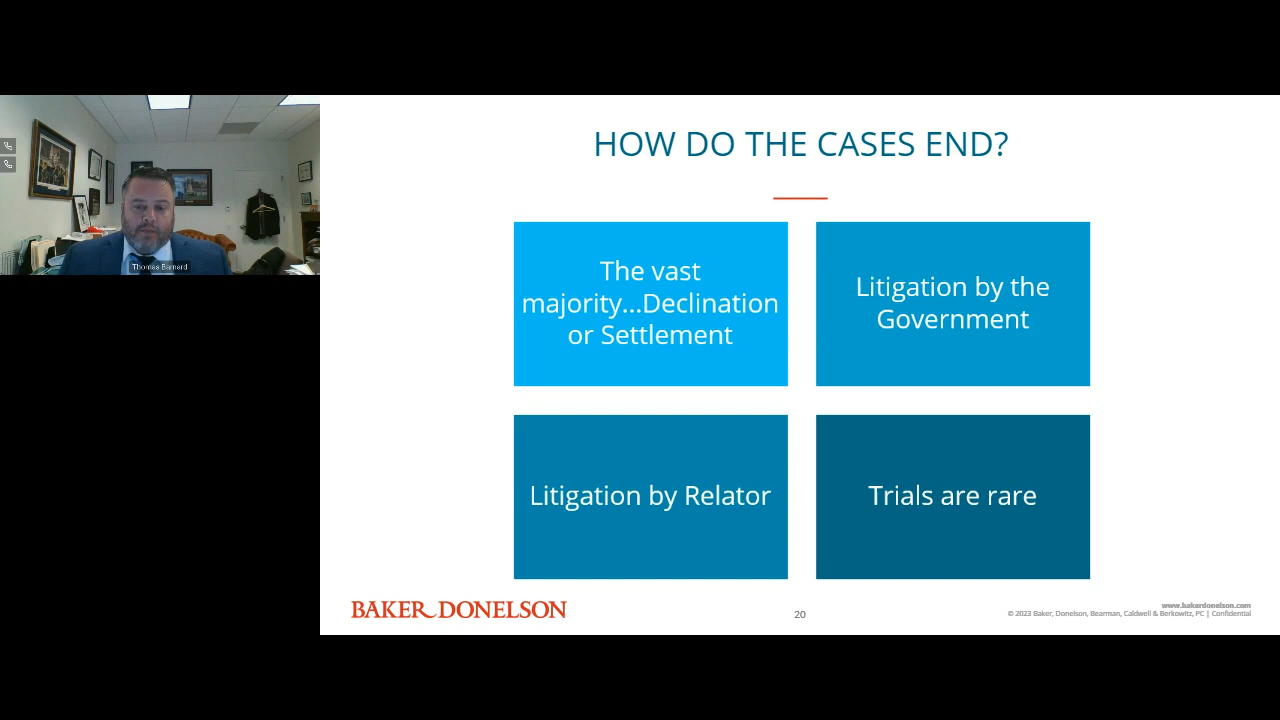 Thomas Barnard
HOW DO THE CASES END?
The vast
majority...Declination
or Settlement
Litigation by the
Government
Litigation by Relator
Trials are rare
BAKER DONELSON
20
www.bakerdonelson.com
© 2023 Baker, Donelson, Bearman, Caldwell & Berkowitz, PC | Confidential